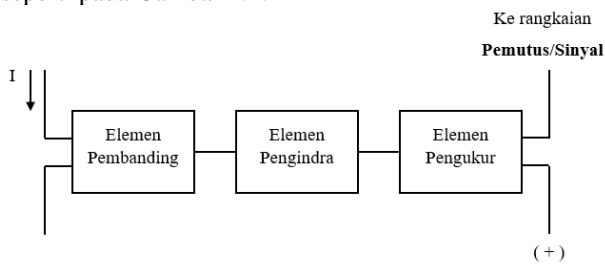 Ke rangkaian
Pemutus/Sinyal
I
Elemen
Pembanding
Elemen
Pengindra
Elemen
Pengukur
( + )